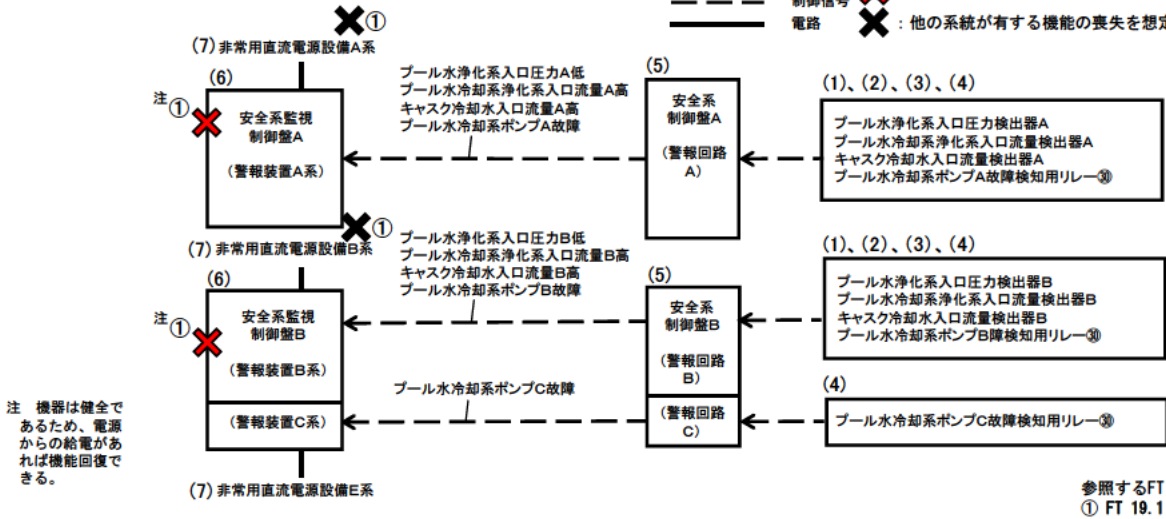 制御信号
電路 ：他の系統が有する機能の喪失を想定
①
(7) 非常用直流電源設備A系
(6)
注①
安全系監視
制御盤A
(警報装置A系)
プール水浄化系入口圧力A低
プール水冷却系浄化系入口流量A高
キャスク冷却水入口流量A高
プール水冷却系ポンプA故障
(5)
安全系
制御盤A
(警報回路
A)
(1)、(2)、(3)、(4)
プール水浄化系入口圧力検出器A
プール水冷却系浄化系入口流量検出器A
キャスク冷却水入口流量検出器A
プール水冷却系ポンプA故障検知用リレー㉚
①
(7) 非常用直流電源設備B系
(6)
注①
安全系監視
制御盤B
(警報装置B系)
(警報装置C系)
プール水浄化系入口圧力B低
プール水冷却系浄化系入口流量B高
キャスク冷却水入口流量B高
プール水冷却系ポンプB故障
プール水冷却系ポンプC故障
(5)
安全系
制御盤B
(警報回路
B)
(警報回路
C)
(1)、(2)、(3)、(4)
プール水浄化系入口圧力検出器B
プール水冷却系浄化系入口流量検出器B
キャスク冷却水入口流量検出器B
プール水冷却系ポンプB障検知用リレー㉚
(4)
プール水冷却系ポンプC故障検知用リレー㉚
注 機器は健全で
あるため、電源
からの給電があ
れば機能回復で
きる。
(7) 非常用直流電源設備E系
参照するFT
① FT 19.1